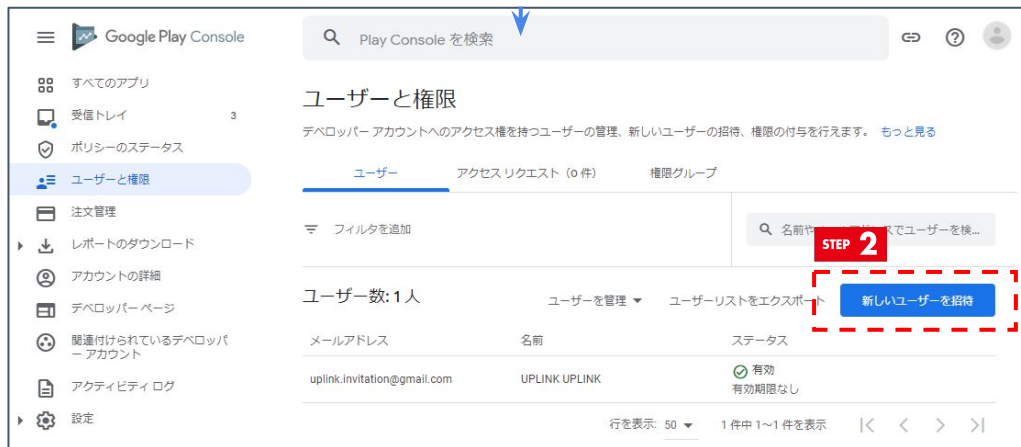 Google Play Console
Play Console を検索
すべてのアプリ
受信トレイ 3
ポリシーのステータス
ユーザーと権限
注文管理
レポートのダウンロード
アカウントの詳細
デベロッパー ページ
関連付けられているデベロッパ
ー アカウント
アクティビティ ログ
設定
ユーザーと権限
デベロッパー アカウントへのアクセス権を持つユーザーの管理、新しいユーザーの招待、権限の付与を行えます。 もっと見る
ユーザー アクセス リクエスト（0 件） 権限グループ
フィルタを追加
名前や スでユーザーを検...
STEP 2
ユーザー数: 1 人 ユーザーを管理 ユーザーリストをエクスポート 新しいユーザーを招待
メールアドレス 名前 ステータス
uplink.invitation@gmail.com UPLINK UPLINK 有効
有効期限なし
行を表示: 50 1 件中 1～1 件を表示